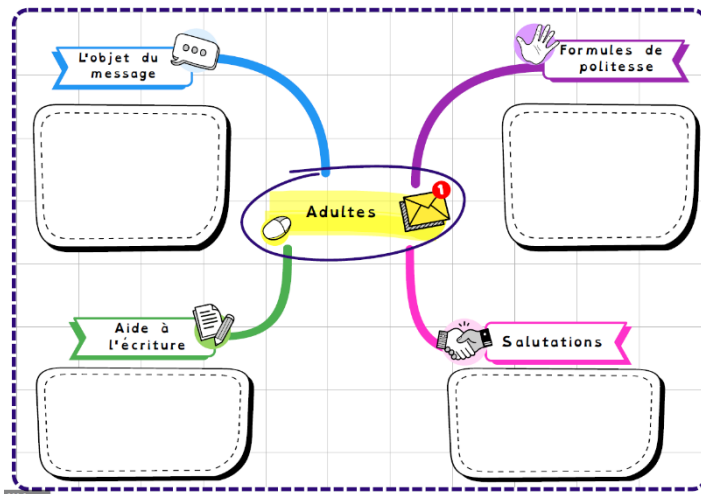 L'objet du
message
Formules de
politesse
1
Adultes
Aide à
l'écriture
Salutations